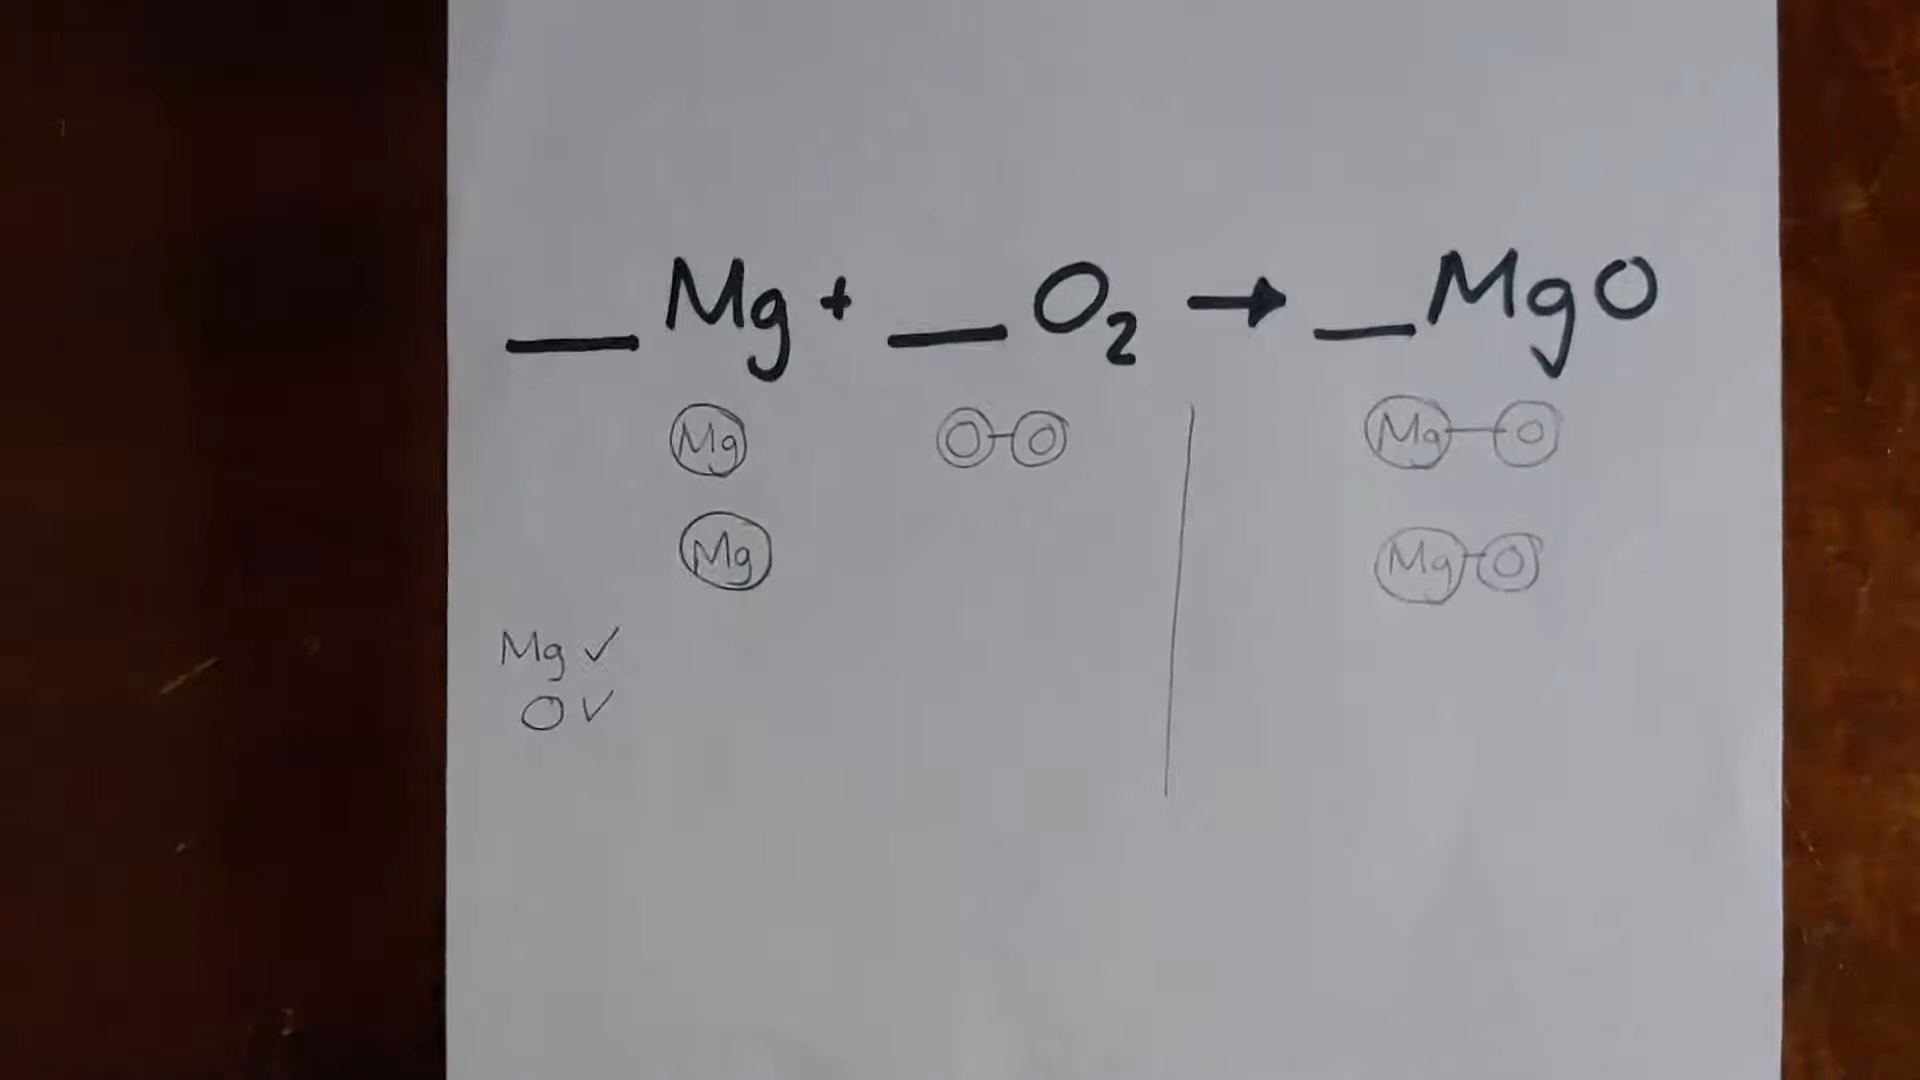 __ Mg + __ O₂ → __ MgO
Mg O-O Mg-O
Mg Mg-O
Mg ✓
O ✓